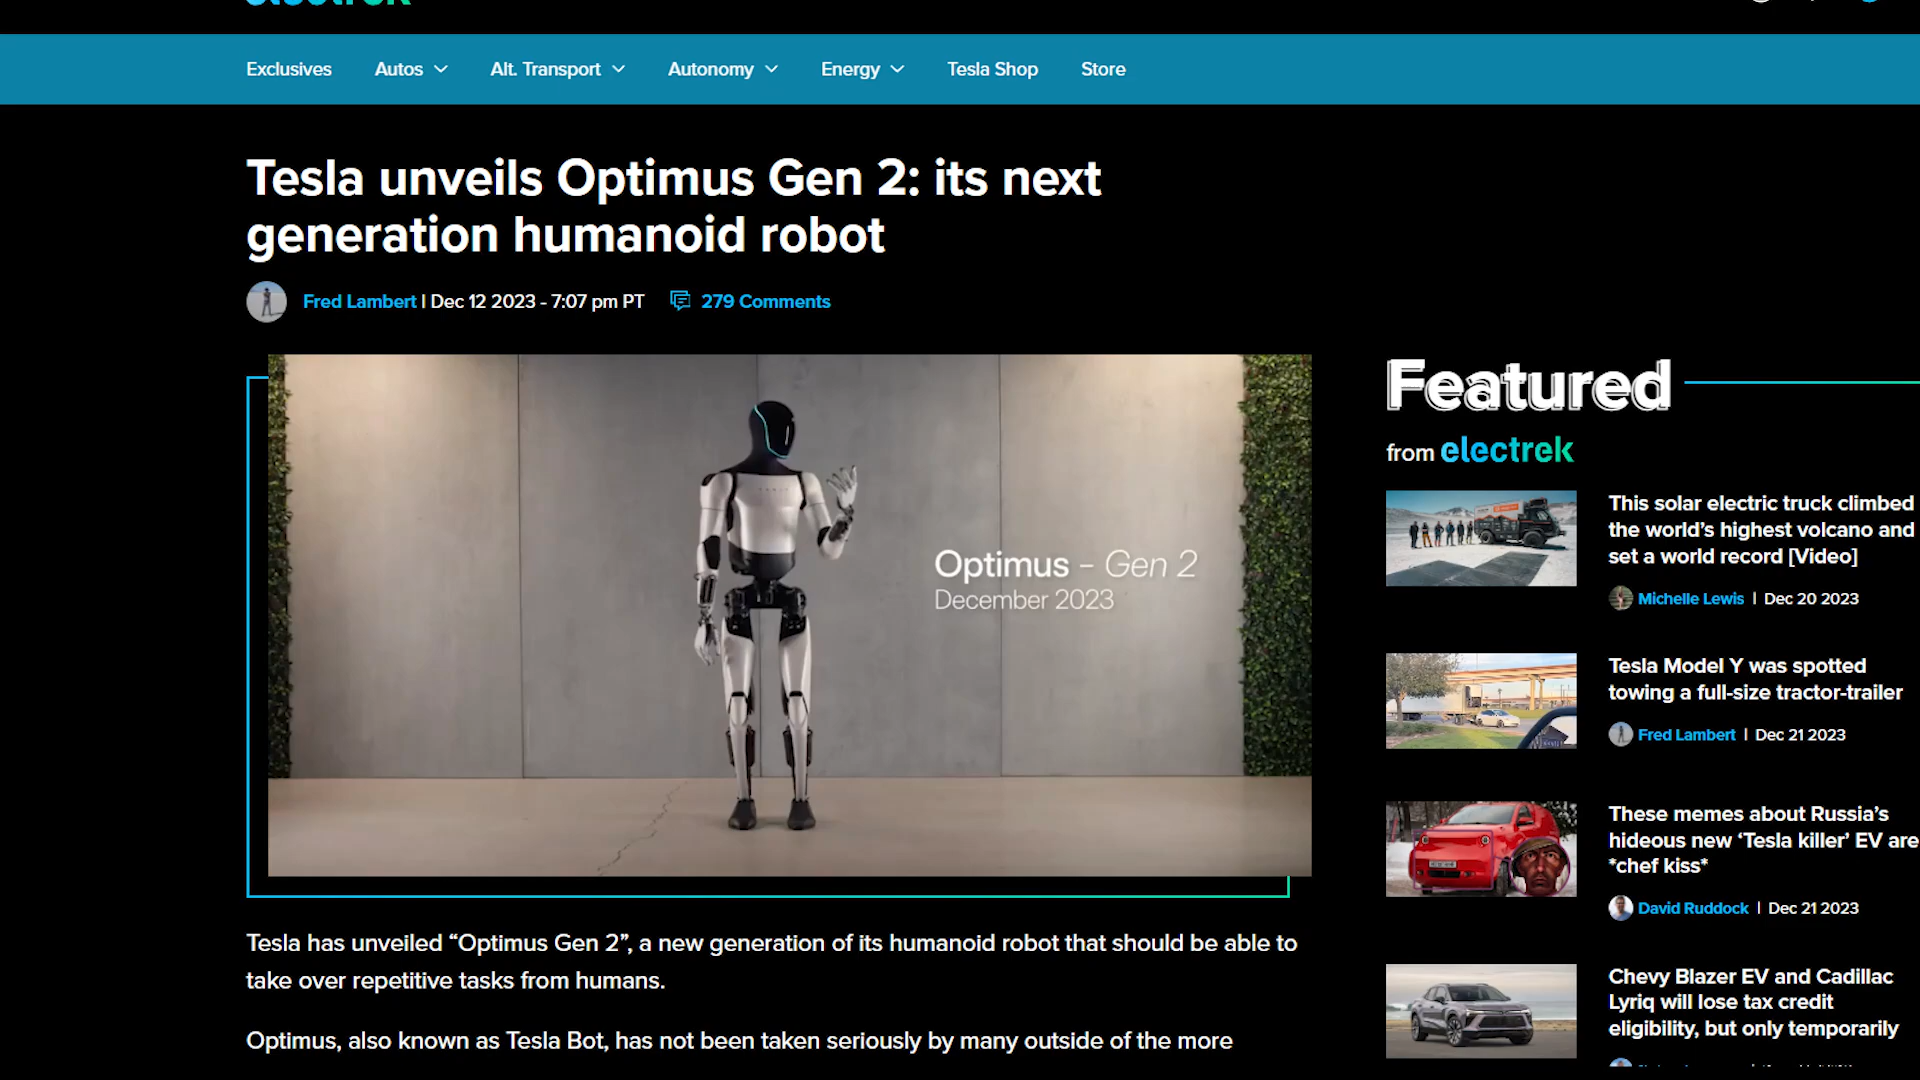 electrek
Exclusives
Autos
Alt. Transport
Autonomy
Energy
Tesla Shop
Store
Tesla unveils Optimus Gen 2: its next
generation humanoid robot
Fred Lambert | Dec 12 2023 - 7:07 pm PT
279 Comments
Optimus - Gen 2
December 2023
Tesla has unveiled “Optimus Gen 2”, a new generation of its humanoid robot that should be able to
take over repetitive tasks from humans.
Optimus, also known as Tesla Bot, has not been taken seriously by many outside of the more
Featured
from electrek
This solar electric truck climbed
the world’s highest volcano and
set a world record [Video]
Michelle Lewis | Dec 20 2023
Tesla Model Y was spotted
towing a full-size tractor-trailer
Fred Lambert | Dec 21 2023
These memes about Russia’s
hideous new ‘Tesla killer’ EV are
*chef kiss*
David Ruddock | Dec 21 2023
Chevy Blazer EV and Cadillac
Lyriq will lose tax credit
eligibility, but only temporarily